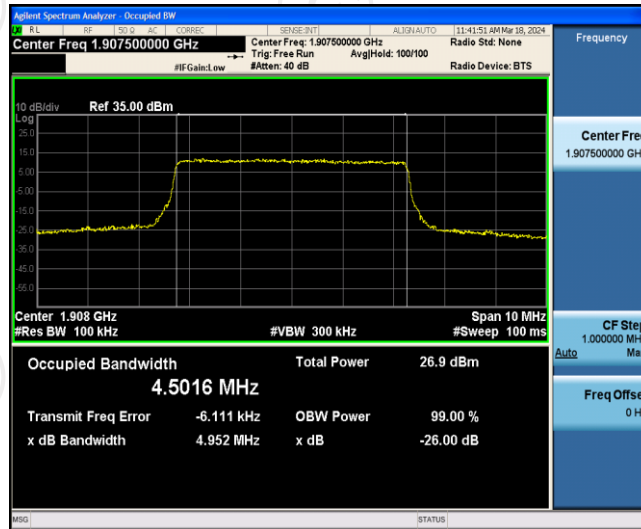 Agilent Spectrum Analyzer - Occupied BW
RL RF 50 Ω AC CORREC SENSE:INT ALIGNAUTO 11:41:51 AM Mar 18, 2024
Center Freq 1.907500000 GHz
Center Freq: 1.907500000 GHz
Radio Std: None
Trig: Free Run Avg|Hold: 100/100
#IFGain:Low
#Atten: 40 dB
Radio Device: BTS
10 dB/div Ref 35.00 dBm
Log
25.0
15.0
5.00
-5.00
-15.0
-25.0
-35.0
-45.0
-55.0
Center 1.908 GHz Span 10 MHz
#Res BW 100 kHz #VBW 300 kHz #Sweep 100 ms
Occupied Bandwidth Total Power 26.9 dBm
4.5016 MHz
Transmit Freq Error -6.111 kHz OBW Power 99.00 %
x dB Bandwidth 4.952 MHz x dB -26.00 dB
MSG STATUS
Frequency
Center Fre
1.907500000 GH
CF Step
1.000000 MH
Auto Ma
Freq Offse
0 H